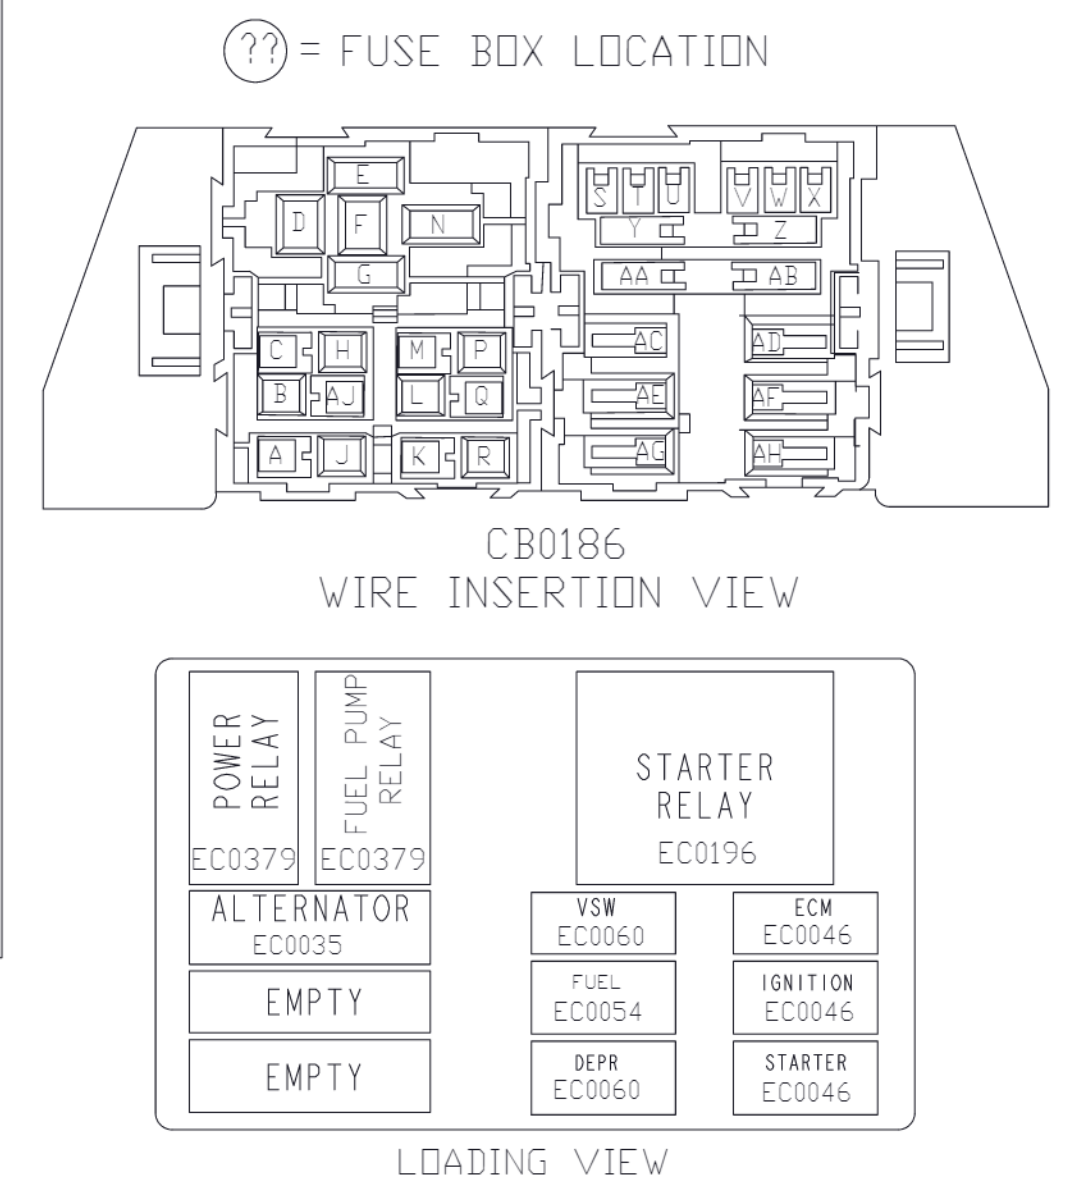 ?? = FUSE BOX LOCATION
E
D F N
G
S T U V W X
Y Z
AA AB
C H M P
B AJ L Q
A J K R
AC AD
AE AF
AG AH
CB0186
WIRE INSERTION VIEW
POWER
RELAY
EC0379
FUEL PUMP
RELAY
EC0379
STARTER
RELAY
EC0196
ALTERNATOR
EC0035
EMPTY
EMPTY
VSW
EC0060
ECM
EC0046
FUEL
EC0054
IGNITION
EC0046
DEPR
EC0060
STARTER
EC0046
LOADING VIEW